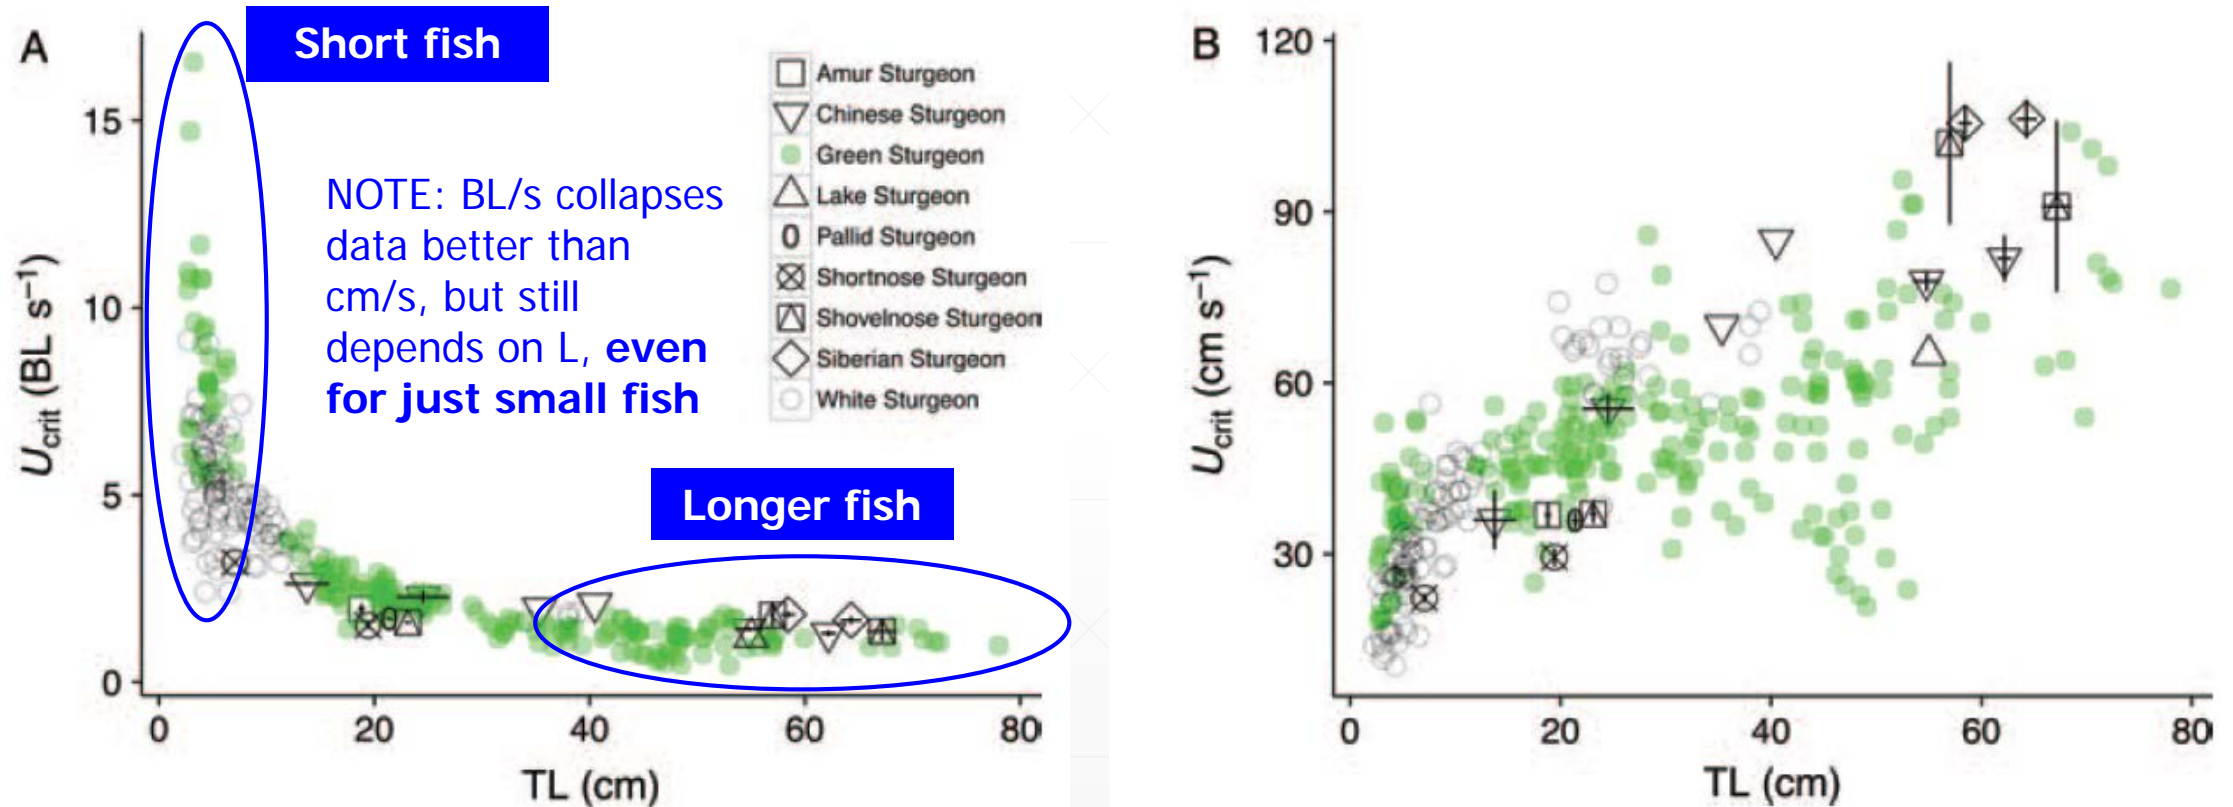 A
Short fish
NOTE: BL/s collapses
data better than
cm/s, but still
depends on L, even
for just small fish
Amur Sturgeon
Chinese Sturgeon
Green Sturgeon
Lake Sturgeon
0 Pallid Sturgeon
Shortnose Sturgeon
Shovelnose Sturgeon
Siberian Sturgeon
White Sturgeon
Longer fish
Ucrit (BL s⁻¹)
15
10
5
0
0 20 40 60 80
TL (cm)
B
Ucrit (cm s⁻¹)
120
90
60
30
0 20 40 60 80
TL (cm)